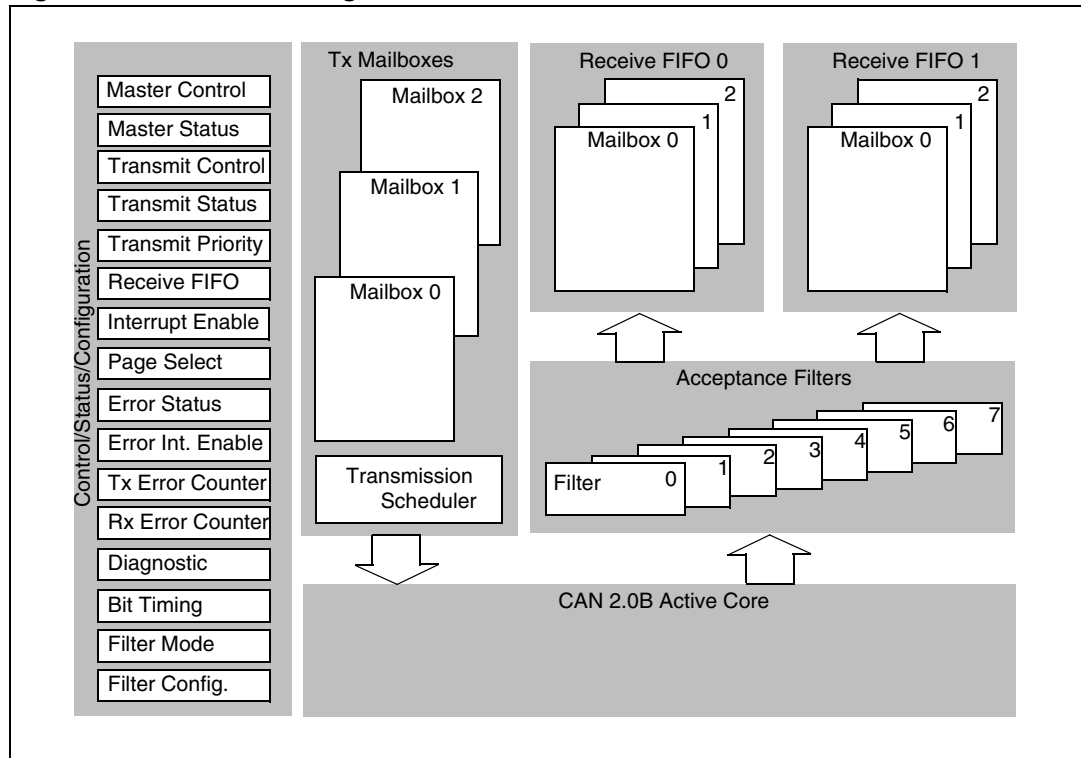 Control/Status/Configuration
Master Control
Master Status
Transmit Control
Transmit Status
Transmit Priority
Receive FIFO
Interrupt Enable
Page Select
Error Status
Error Int. Enable
Tx Error Counter
Rx Error Counter
Diagnostic
Bit Timing
Filter Mode
Filter Config.
Tx Mailboxes
Mailbox 2
Mailbox 1
Mailbox 0
Transmission
Scheduler
Receive FIFO 0
2
1
Mailbox 0
Receive FIFO 1
2
1
Mailbox 0
Acceptance Filters
Filter 0
1
2
3
4
5
6
7
CAN 2.0B Active Core